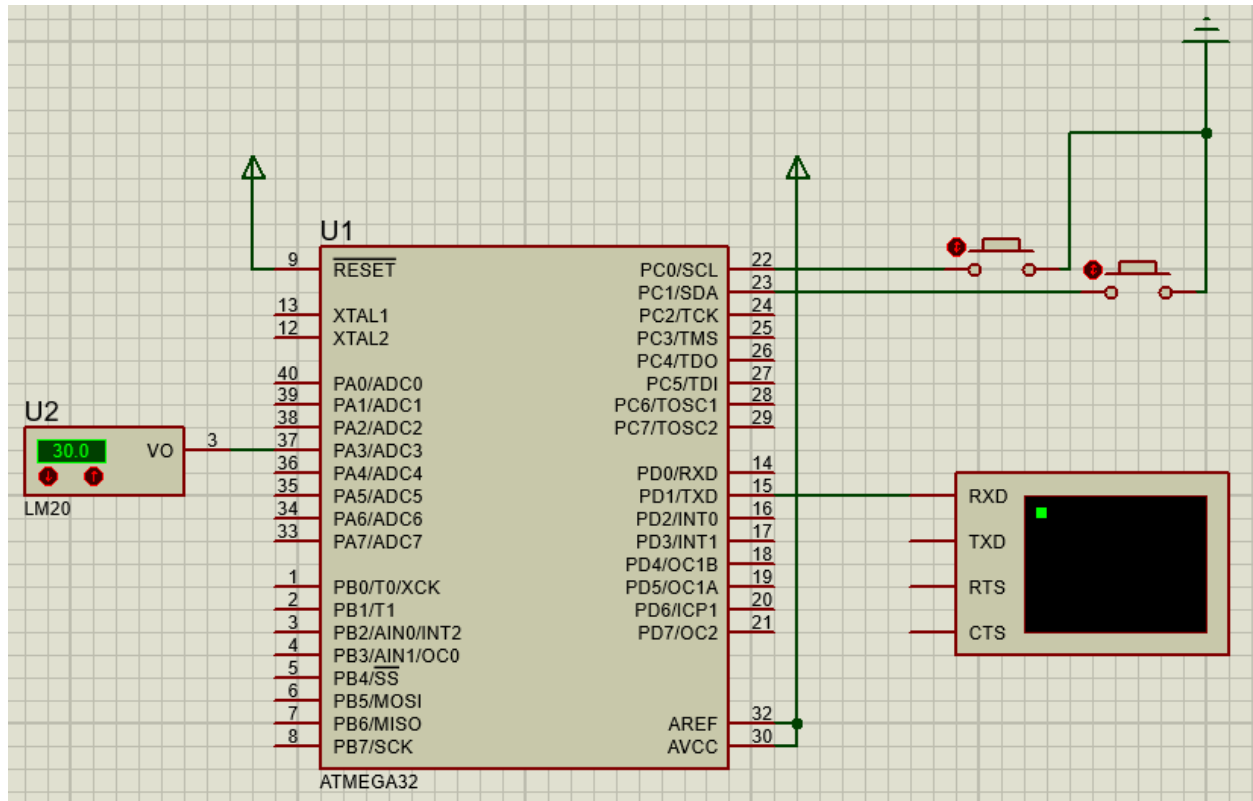 U1
9 RESET
13 XTAL1
12 XTAL2
40 PA0/ADC0
39 PA1/ADC1
38 PA2/ADC2
37 PA3/ADC3
36 PA4/ADC4
35 PA5/ADC5
34 PA6/ADC6
33 PA7/ADC7
1 PB0/T0/XCK
2 PB1/T1
3 PB2/AIN0/INT2
4 PB3/AIN1/OC0
5 PB4/SS
6 PB5/MOSI
7 PB6/MISO
8 PB7/SCK
PC0/SCL 22
PC1/SDA 23
PC2/TCK 24
PC3/TMS 25
PC4/TDO 26
PC5/TDI 27
PC6/TOSC1 28
PC7/TOSC2 29
PD0/RXD 14
PD1/TXD 15
PD2/INT0 16
PD3/INT1 17
PD4/OC1B 18
PD5/OC1A 19
PD6/ICP1 20
PD7/OC2 21
AREF 32
AVCC 30
ATMEGA32
U2
30.0 VO 3
LM20
RXD
TXD
RTS
CTS